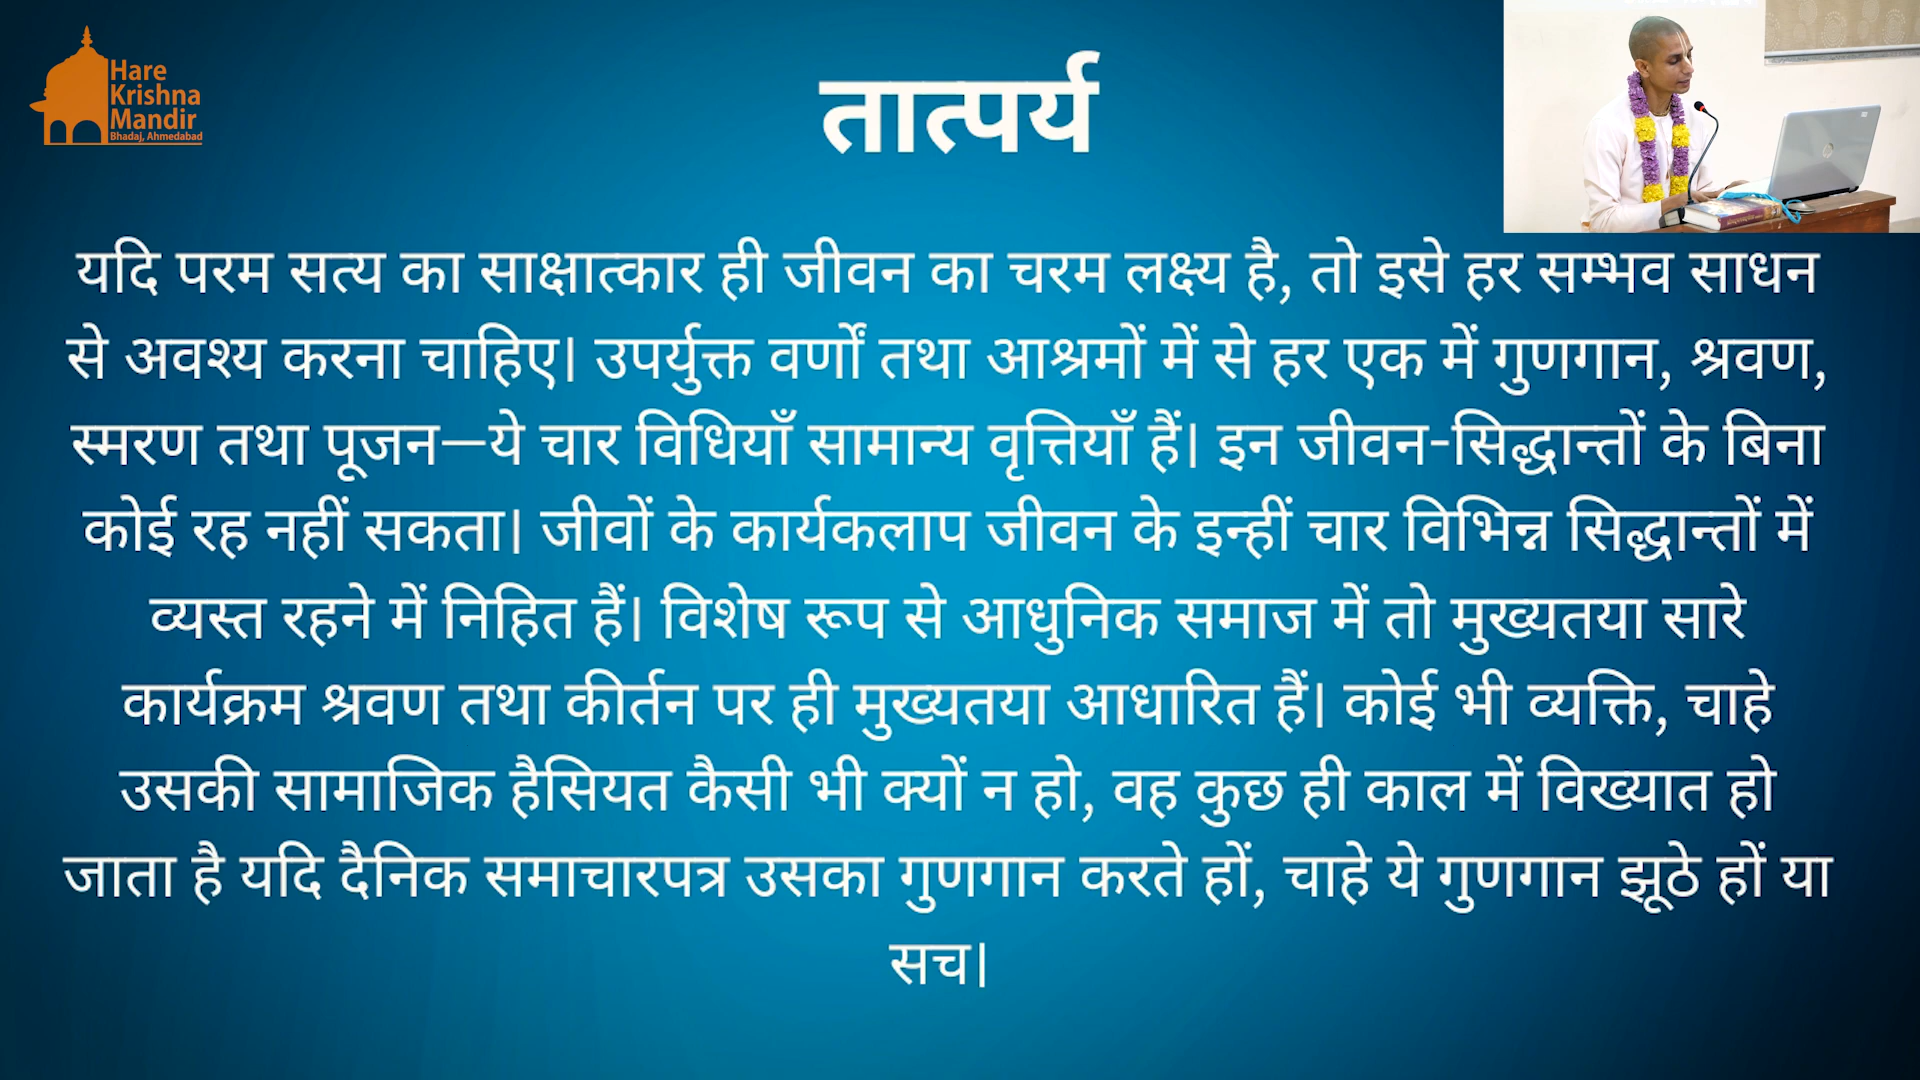 Hare
Krishna
Mandir
Bhadaj, Ahmedabad
तात्पर्य
यदि परम सत्य का साक्षात्कार ही जीवन का चरम लक्ष्य है, तो इसे हर सम्भव साधन
से अवश्य करना चाहिए। उपर्युक्त वर्णों तथा आश्रमों में से हर एक में गुणगान, श्रवण,
स्मरण तथा पूजन—ये चार विधियाँ सामान्य वृत्तियाँ हैं। इन जीवन-सिद्धान्तों के बिना
कोई रह नहीं सकता। जीवों के कार्यकलाप जीवन के इन्हीं चार विभिन्न सिद्धान्तों में
व्यस्त रहने में निहित हैं। विशेष रूप से आधुनिक समाज में तो मुख्यतया सारे
कार्यक्रम श्रवण तथा कीर्तन पर ही मुख्यतया आधारित हैं। कोई भी व्यक्ति, चाहे
उसकी सामाजिक हैसियत कैसी भी क्यों न हो, वह कुछ ही काल में विख्यात हो
जाता है यदि दैनिक समाचारपत्र उसका गुणगान करते हों, चाहे ये गुणगान झूठे हों या
सच।